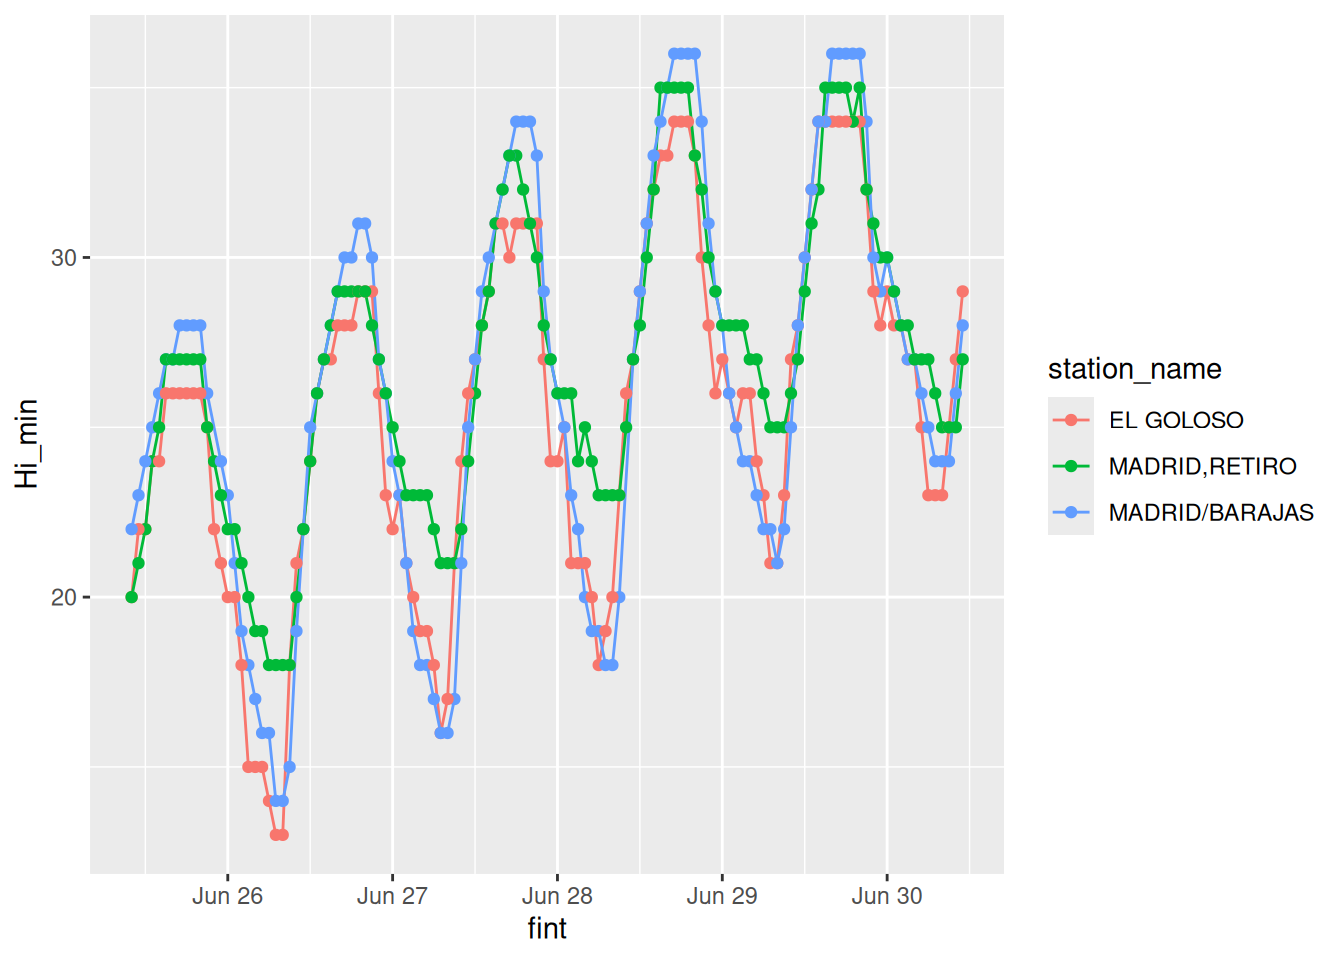 Hi_min
30
20
Jun 26
Jun 27
Jun 28
Jun 29
Jun 30
fint
station_name
EL GOLOSO
MADRID,RETIRO
MADRID/BARAJAS